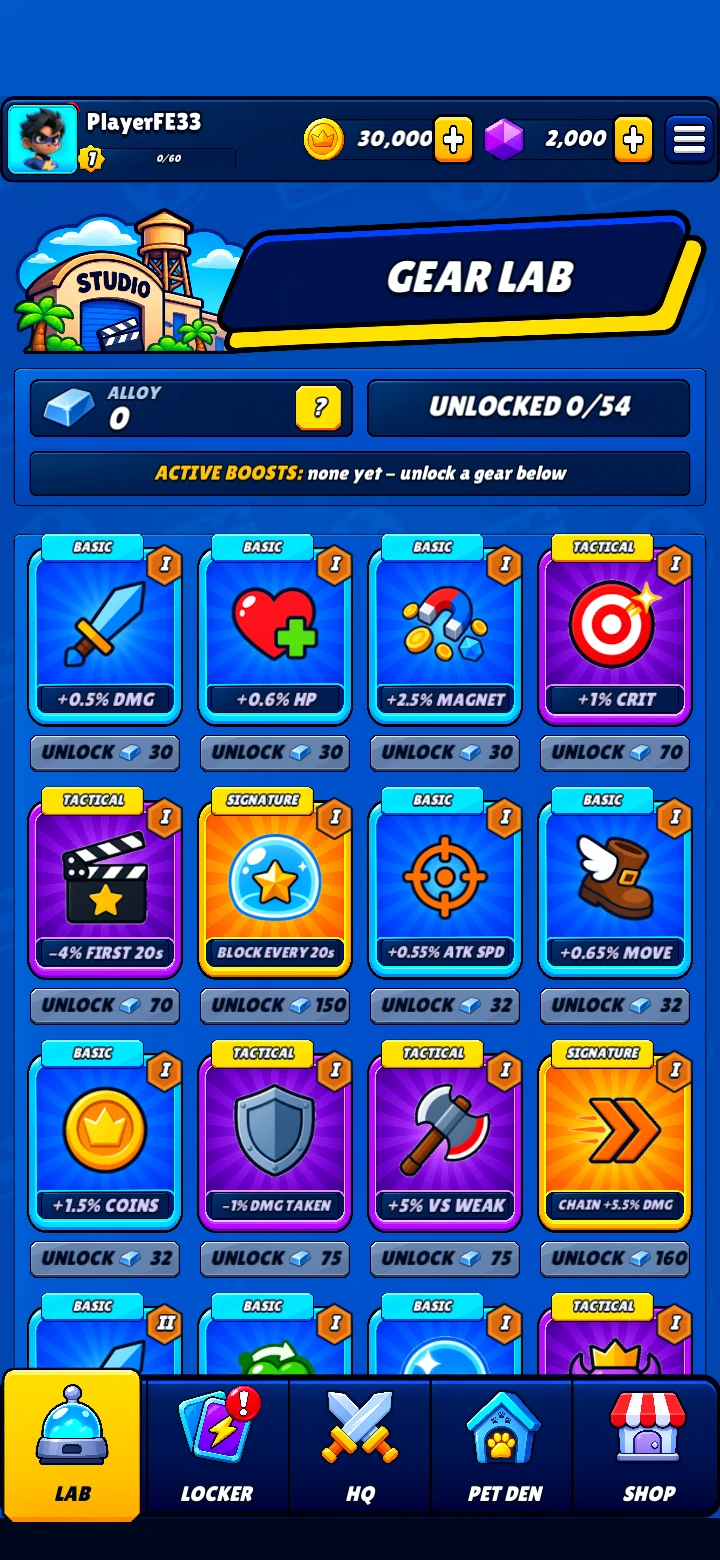 PlayerFE33
1
0/60
30,000
2,000
STUDIO
GEAR LAB
ALLOY
0
?
UNLOCKED 0/54
ACTIVE BOOSTS: none yet – unlock a gear below
BASIC I BASIC I BASIC I TACTICAL I
+0.5% DMG +0.6% HP +2.5% MAGNET +1% CRIT
UNLOCK 30 UNLOCK 30 UNLOCK 30 UNLOCK 70
TACTICAL I SIGNATURE I BASIC I BASIC I
-4% FIRST 20s BLOCK EVERY 20s +0.55% ATK SPD +0.65% MOVE
UNLOCK 70 UNLOCK 150 UNLOCK 32 UNLOCK 32
BASIC I TACTICAL I TACTICAL I SIGNATURE I
+1.5% COINS -1% DMG TAKEN +5% VS WEAK CHAIN +5.5% DMG
UNLOCK 32 UNLOCK 75 UNLOCK 75 UNLOCK 160
BASIC II BASIC I BASIC I TACTICAL I
!
LAB LOCKER HQ PET DEN SHOP